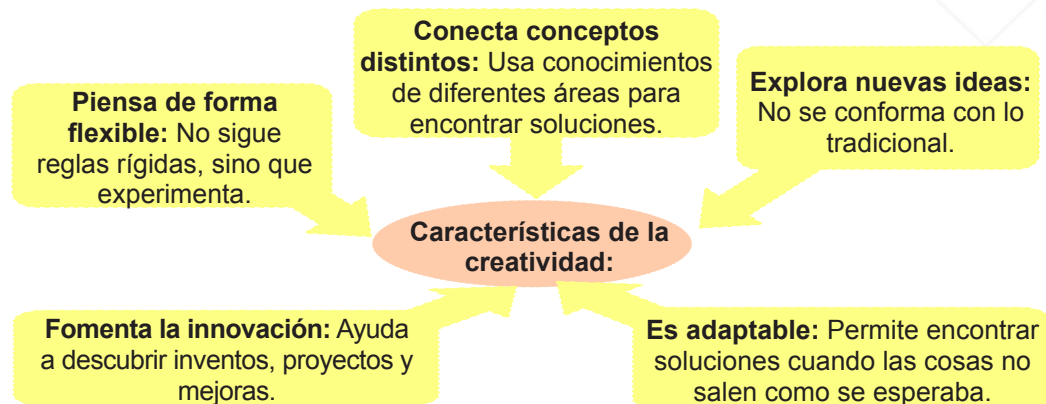 Piensa de forma
flexible: No sigue
reglas rígidas, sino que
experimenta.
Conecta conceptos
distintos: Usa conocimientos
de diferentes áreas para
encontrar soluciones.
Explora nuevas ideas:
No se conforma con lo
tradicional.
Características de la
creatividad:
Fomenta la innovación: Ayuda
a descubrir inventos, proyectos y
mejoras.
Es adaptable: Permite encontrar
soluciones cuando las cosas no
salen como se esperaba.